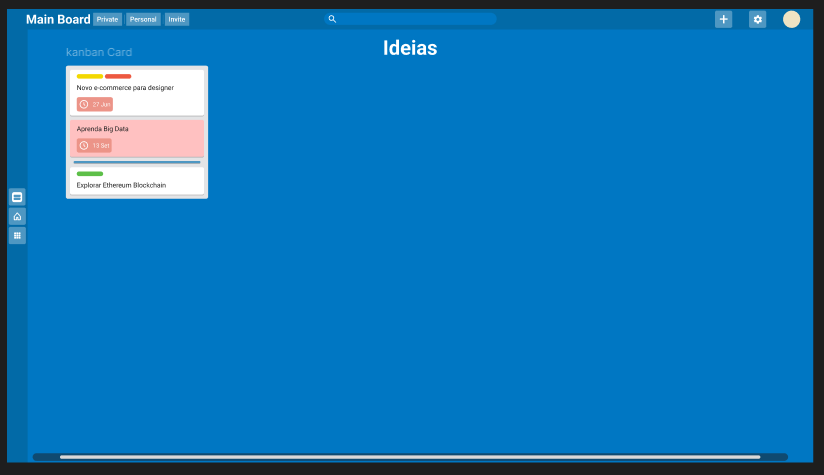 Main Board Private Personal Invite
Ideias
kanban Card
Novo e-commerce para designer
27 Jun
Aprenda Big Data
13 Set
Explorar Ethereum Blockchain